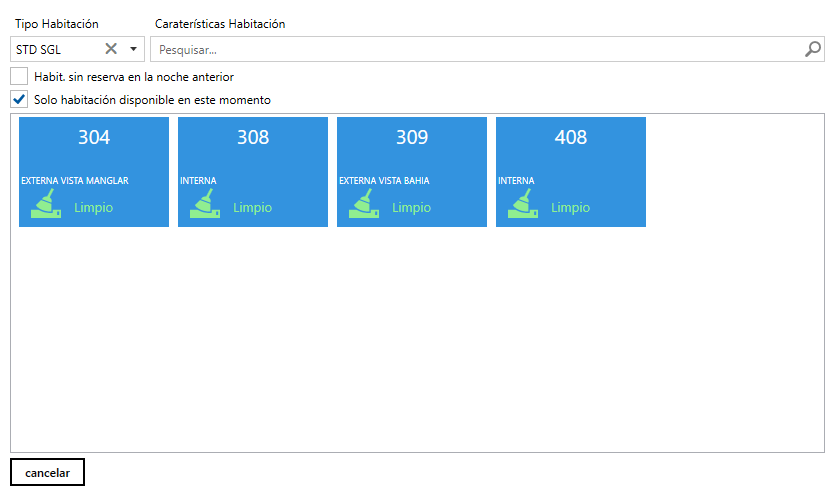 Tipo Habitación Caraterísticas Habitación
STD SGL Pesquisar...
Habit. sin reserva en la noche anterior
Solo habitación disponible en este momento
304 308 309 408
EXTERNA VISTA MANGLAR INTERNA EXTERNA VISTA BAHIA INTERNA
Limpio Limpio Limpio Limpio
cancelar